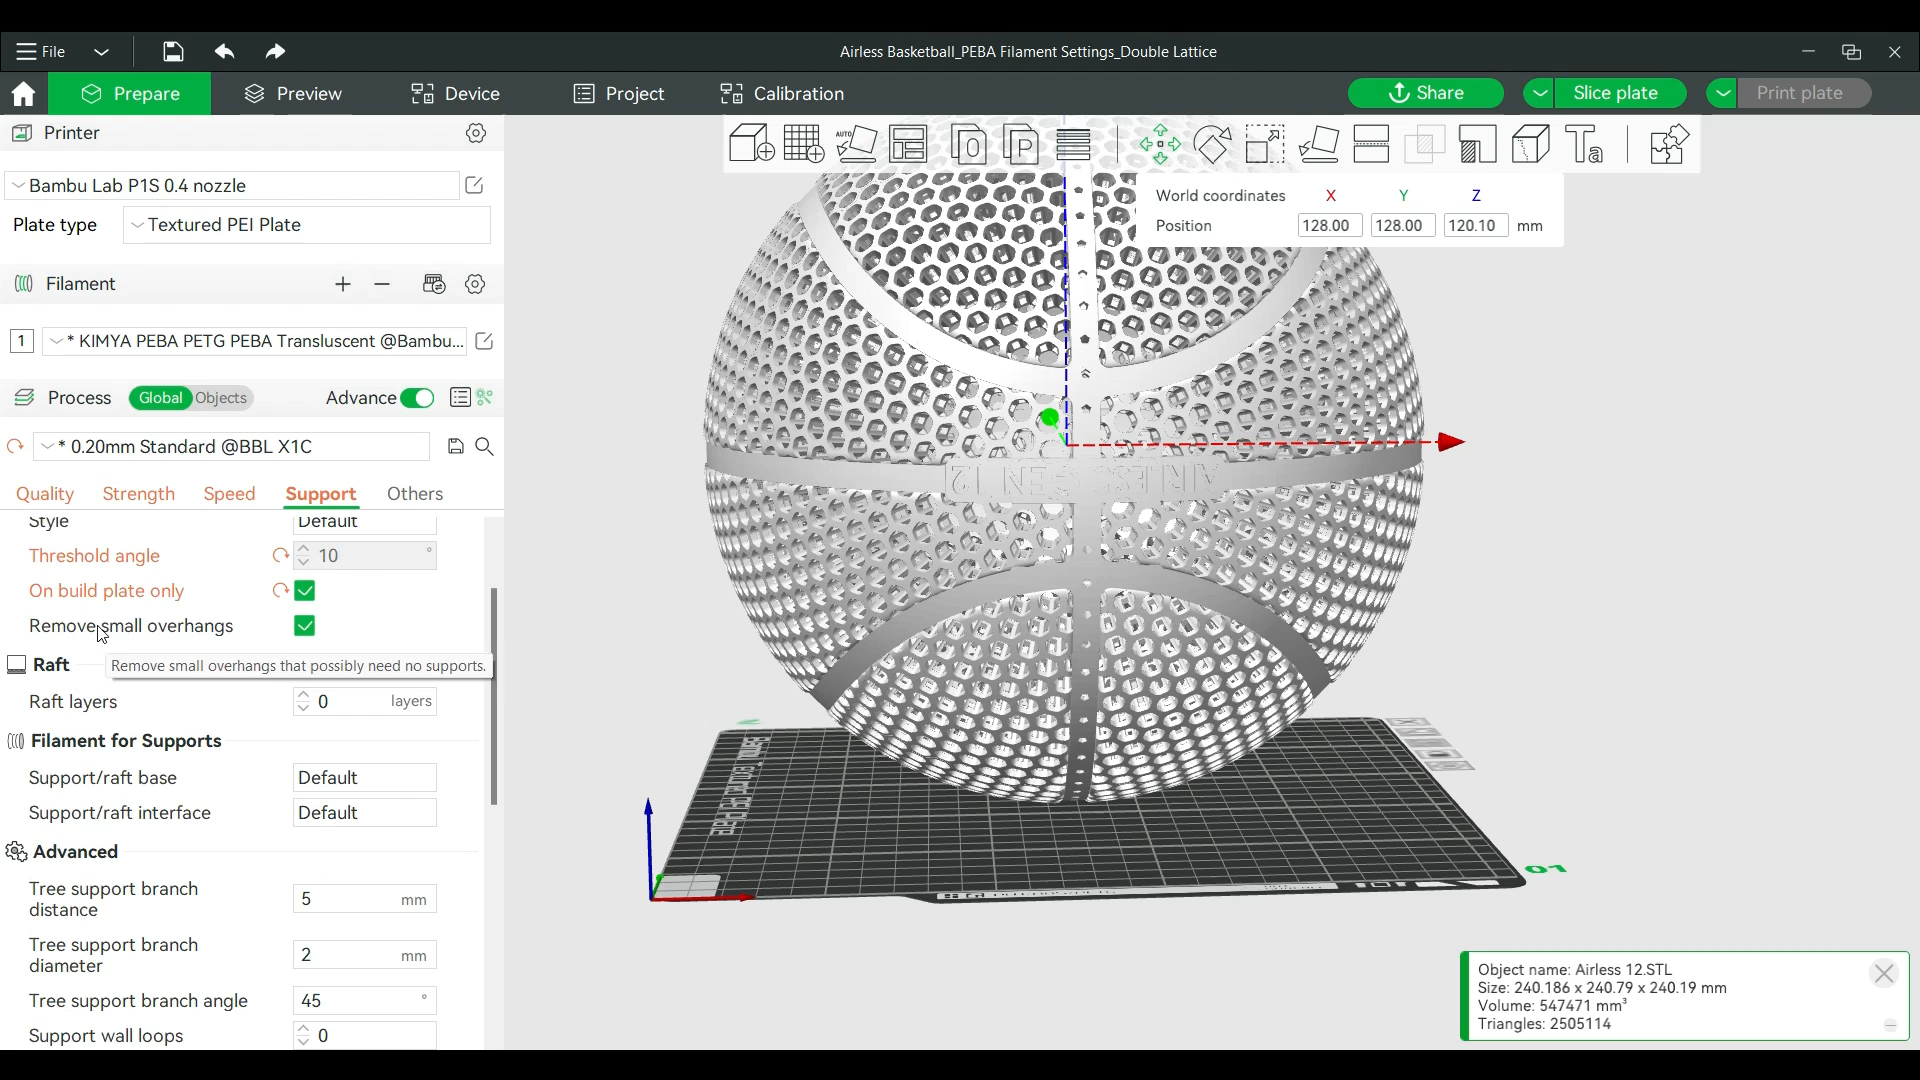 File
Airless Basketball_PEBA Filament Settings_Double Lattice
Prepare Preview Device Project Calibration Share Slice plate Print plate
Printer
Bambu Lab P1S 0.4 nozzle
Plate type Textured PEI Plate
Filament
1 * KIMYA PEBA PETG PEBA Transluscent @Bambu...
Process Global Objects Advance
* 0.20mm Standard @BBL X1C
Quality Strength Speed Support Others
Style Default
Threshold angle 10 °
On build plate only
Remove small overhangs
Raft
Remove small overhangs that possibly need no supports.
Raft layers 0 layers
Filament for Supports
Support/raft base Default
Support/raft interface Default
Advanced
Tree support branch
distance 5 mm
Tree support branch
diameter 2 mm
Tree support branch angle 45 °
Support wall loops 0
AUTO
World coordinates X Y Z
Position 128.00 128.00 120.10 mm
01
Object name: Airless 12.STL
Size: 240.186 x 240.79 x 240.19 mm
Volume: 547471 mm³
Triangles: 2505114